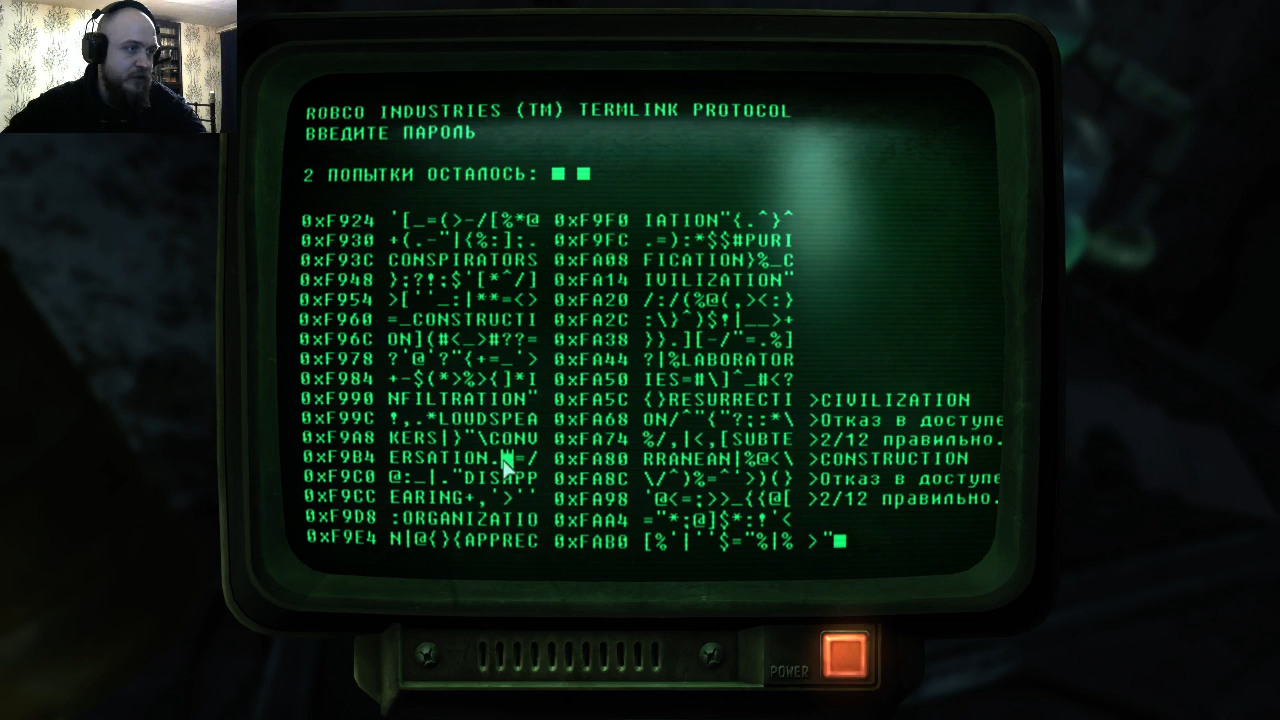 ROBCO INDUSTRIES (TM) TERMLINK PROTOCOL
ВВЕДИТЕ ПАРОЛЬ
2 ПОПЫТКИ ОСТАЛОСЬ: ■ ■
0xF924 '[_=(>-/[%*@ 0xF9F0 IATION"{.^}^
0xF930 +(.-"|{%:];. 0xF9FC .=):*$$#PURI
0xF93C CONSPIRATORS 0xFA08 FICATION}%_C
0xF948 };?!;$'[*^/] 0xFA14 IVILIZATION"
0xF954 >[''_:|**=<> 0xFA20 /:/(%@(,><:}
0xF960 =_CONSTRUCTI 0xFA2C :\}^)$!|__>+
0xF96C ON](#<_>#??= 0xFA38 }}.][-/"=.%]
0xF978 ?'@'?"{+=_'> 0xFA44 ?|%LABORATOR
0xF984 +-$(*>%>{]*I 0xFA50 IES=#\]^_#<?
0xF990 NFILTRATION" 0xFA5C {}RESURRECTI >CIVILIZATION
0xF99C !,.*LOUDSPEA 0xFA68 ON/^"{"?;:*\ >Отказ в доступе
0xF9A8 KERS|}"\CONV 0xFA74 %/,|<,[SUBTE >2/12 правильно.
0xF9B4 ERSATION."=/ 0xFA80 RRANEAN|%@<\ >CONSTRUCTION
0xF9C0 @:_|."DISAPP 0xFA8C \/^)%=^'>)(} >Отказ в доступе
0xF9CC EARING+,'>'' 0xFA98 '@<=;>>_{{@[ >2/12 правильно.
0xF9D8 :ORGANIZATIO 0xFAA4 ="*;@]$*:!'<
0xF9E4 N|@{}{APPREC 0xFAB0 [%'|''$="%|% >"■
POWER